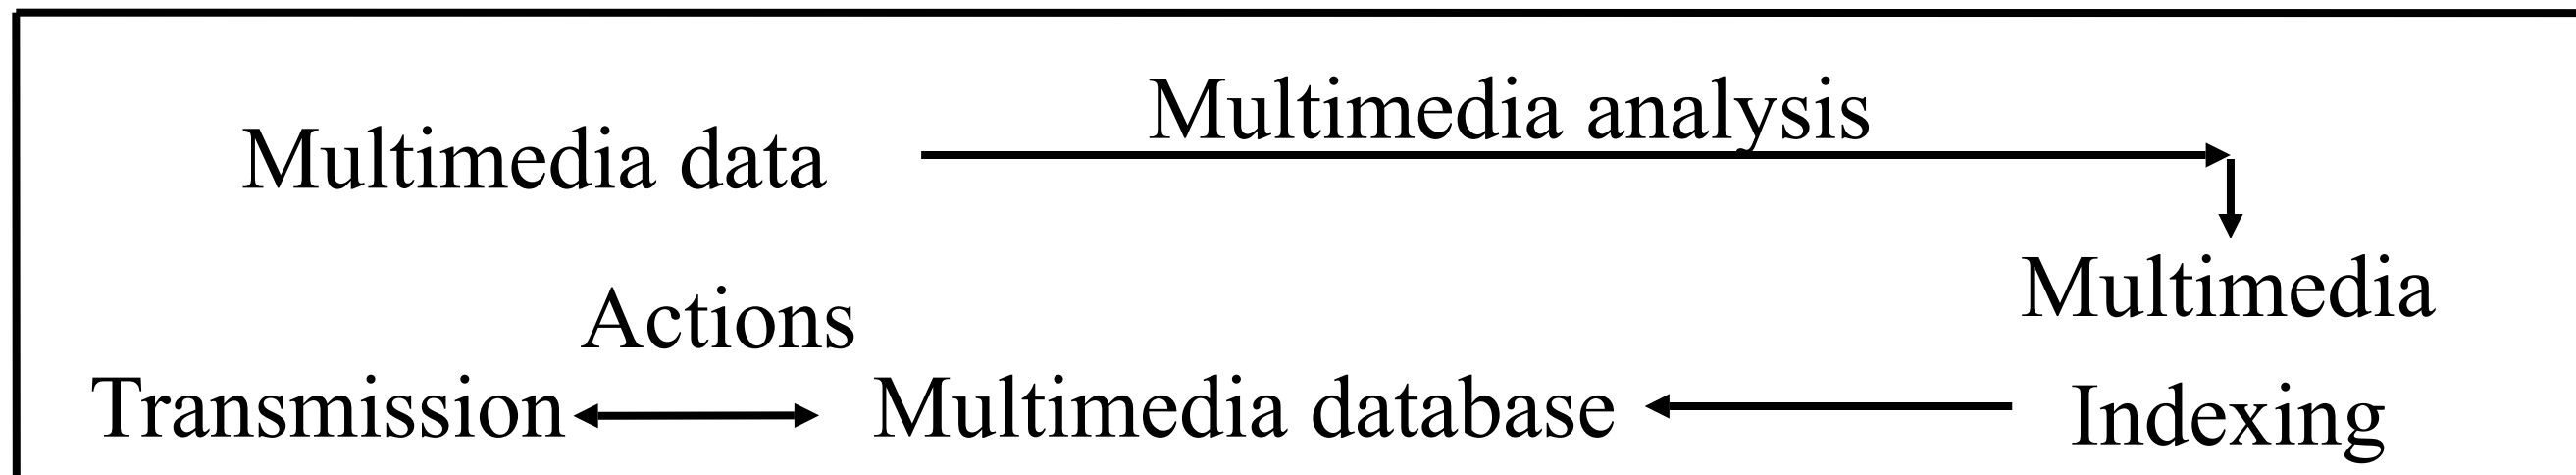 Multimedia analysis
Multimedia data
Multimedia
Actions
Transmission Multimedia database Indexing